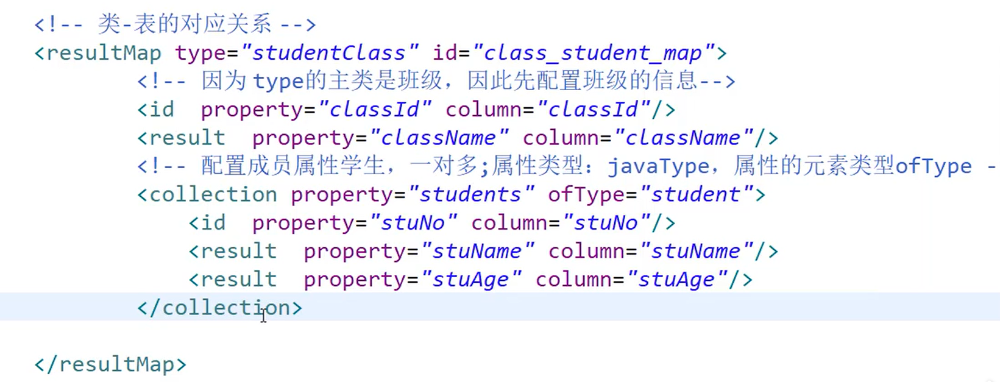 <!-- 类-表的对应关系 -->
<resultMap type="studentClass" id="class_student_map">
<!-- 因为 type的主类是班级，因此先配置班级的信息-->
<id  property="classId" column="classId"/>
<result  property="className" column="className"/>
<!-- 配置成员属性学生，一对多;属性类型：javaType，属性的元素类型ofType -
<collection property="students" ofType="student">
<id  property="stuNo" column="stuNo"/>
<result  property="stuName" column="stuName"/>
<result  property="stuAge" column="stuAge"/>
</collection>
</resultMap>